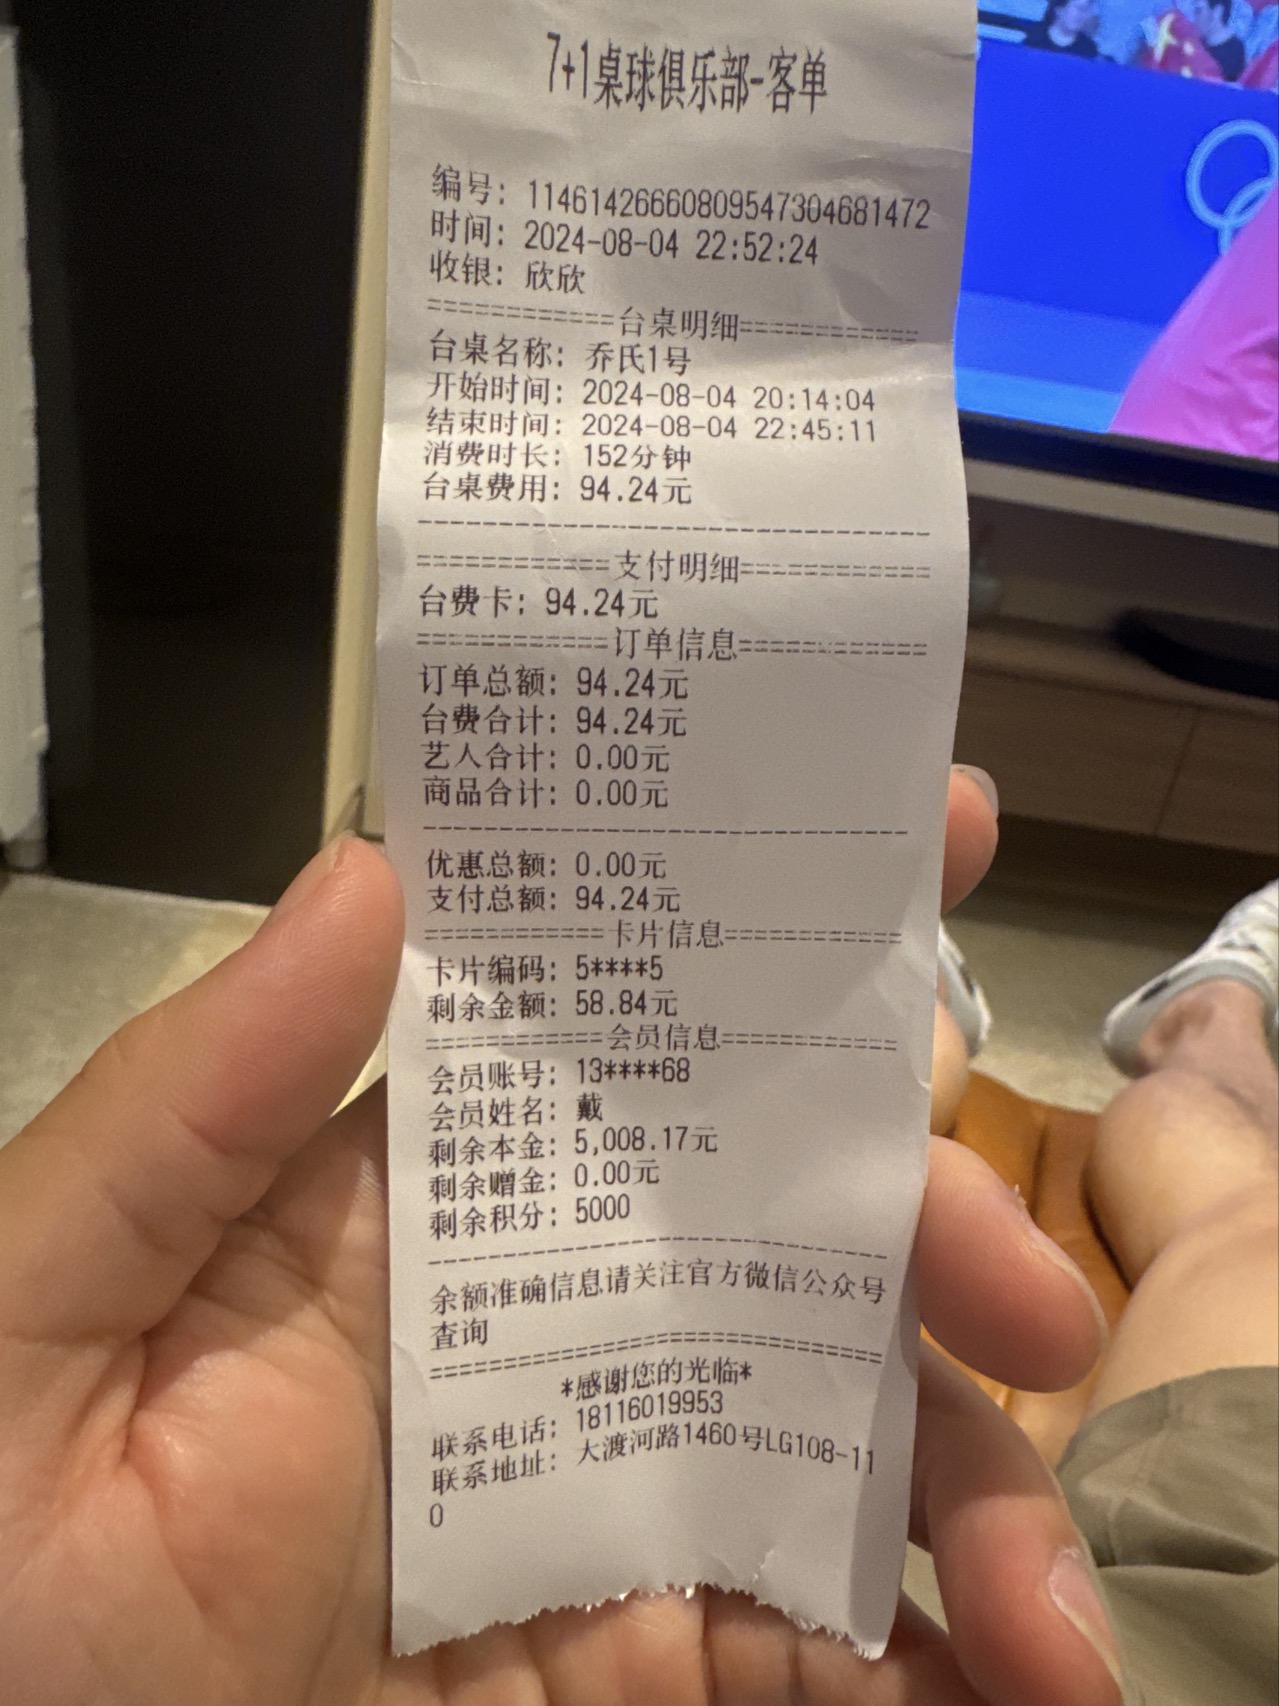 7+1桌球俱乐部-客单
编号: 1146142666080954730468147​2
时间: 2024-08-04 22:52:24
收银: 欣欣
============台桌明细============
台桌名称: 乔氏1号
开始时间: 2024-08-04 20:14:04
结束时间: 2024-08-04 22:45:11
消费时长: 152分钟
台桌费用: 94.24元
--------------------------------
============支付明细============
台费卡: 94.24元
============订单信息============
订单总额: 94.24元
台费合计: 94.24元
艺人合计: 0.00元
商品合计: 0.00元
--------------------------------
优惠总额: 0.00元
支付总额: 94.24元
============卡片信息============
卡片编码: 5****5
剩余金额: 58.84元
============会员信息============
会员账号: 13****68
会员姓名: 戴
剩余本金: 5,008.17元
剩余赠金: 0.00元
剩余积分: 5000
--------------------------------
余额准确信息请关注官方微信公众号
查询
================================
*感谢您的光临*
联系电话: 18116019953
联系地址: 大渡河路1460号LG108-11
0